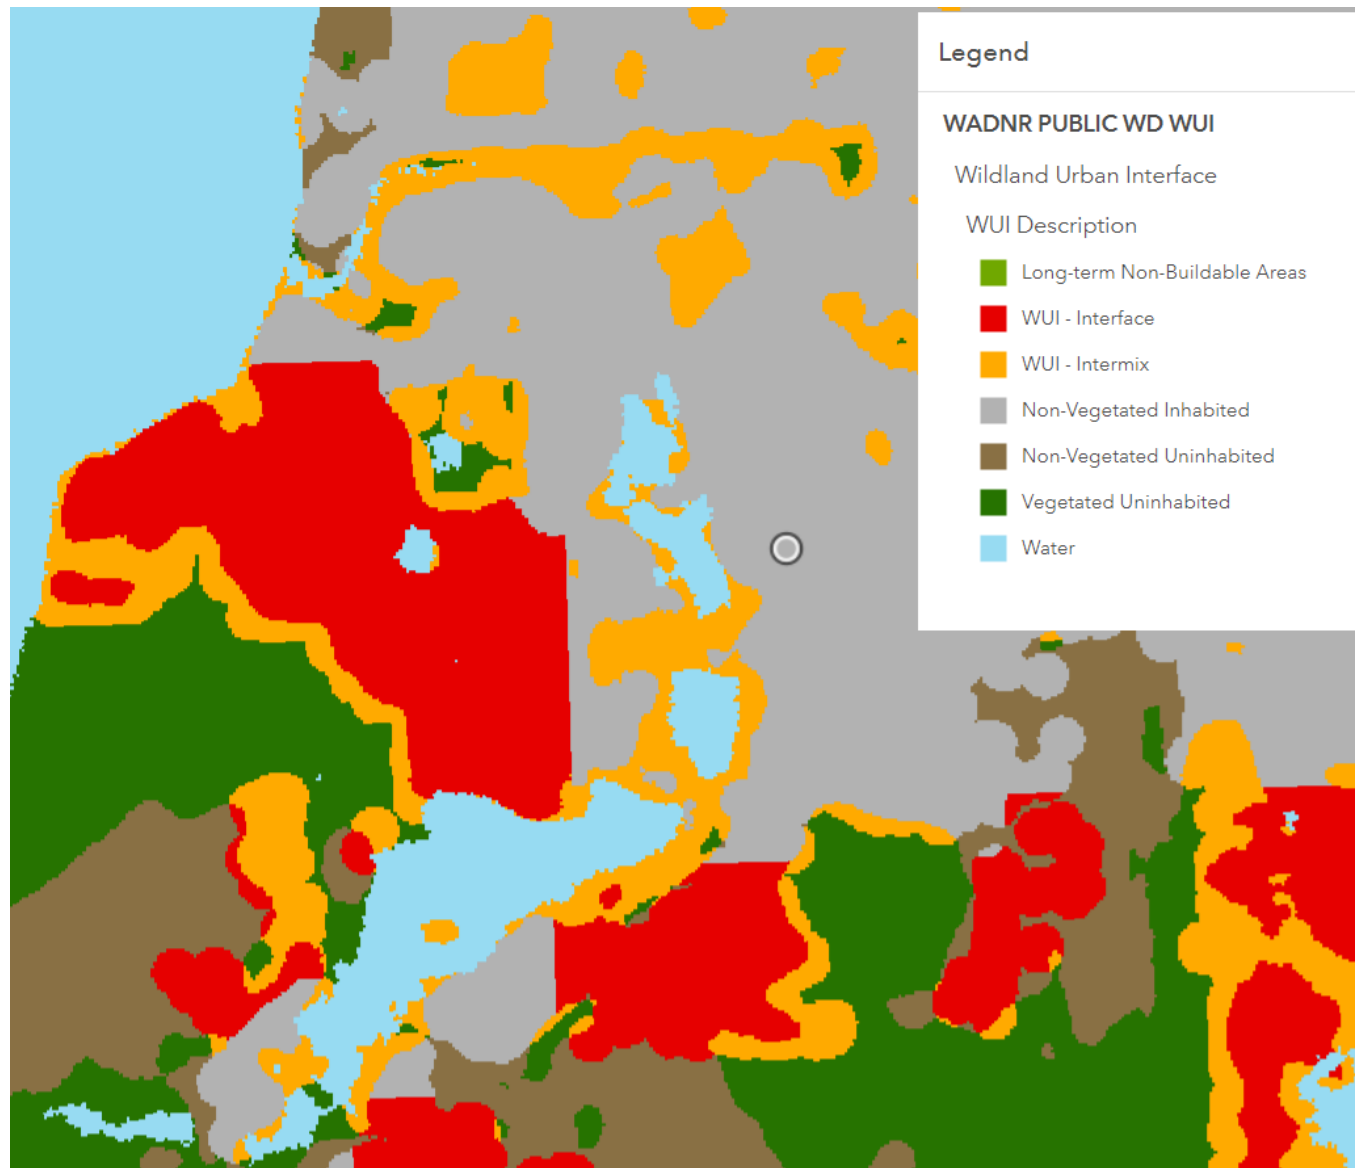 Legend
WADNR PUBLIC WD WUI
Wildland Urban Interface
WUI Description
Long-term Non-Buildable Areas
WUI - Interface
WUI - Intermix
Non-Vegetated Inhabited
Non-Vegetated Uninhabited
Vegetated Uninhabited
Water